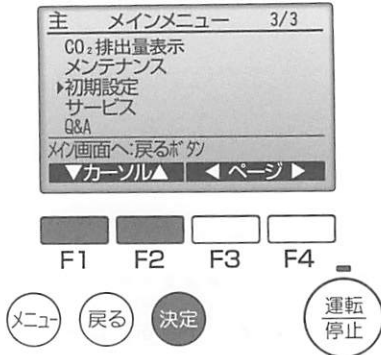 主 メインメニュー 3/3
CO₂排出量表示
メンテナンス
▶初期設定
サービス
Q&A
メイン画面へ:戻るボタン
▼カーソル▲ ◀ ページ ▶
F1 F2 F3 F4
メニュー 戻る 決定 運転
停止